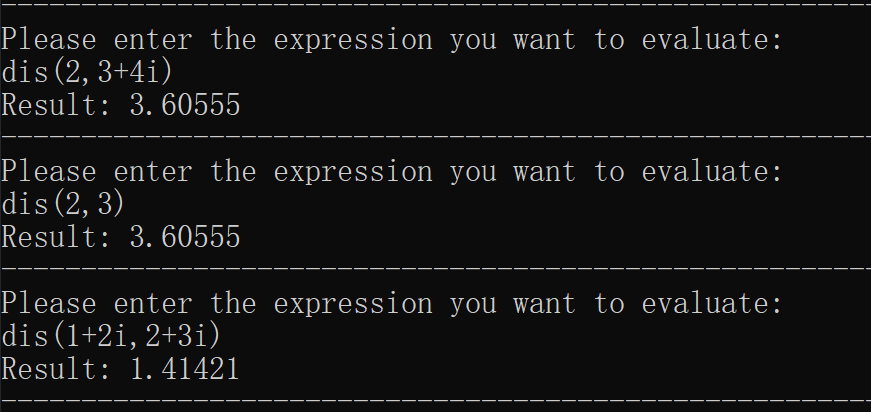 Please enter the expression you want to evaluate:
dis(2,3+4i)
Result: 3.60555
Please enter the expression you want to evaluate:
dis(2,3)
Result: 3.60555
Please enter the expression you want to evaluate:
dis(1+2i,2+3i)
Result: 1.41421